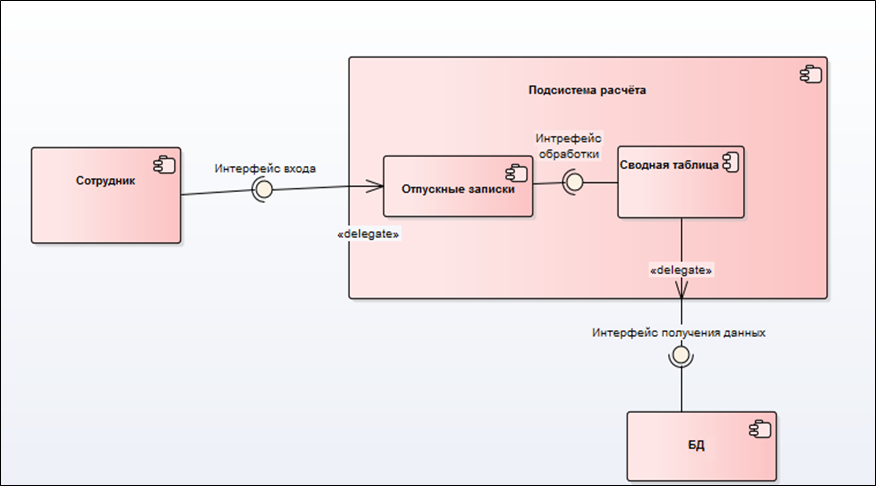 Подсистема расчёта
Интрефейс
обработки
Сводная таблица
Интерфейс входа
Сотрудник
Отпускные записки
«delegate»
«delegate»
Интерфейс получения данных
БД